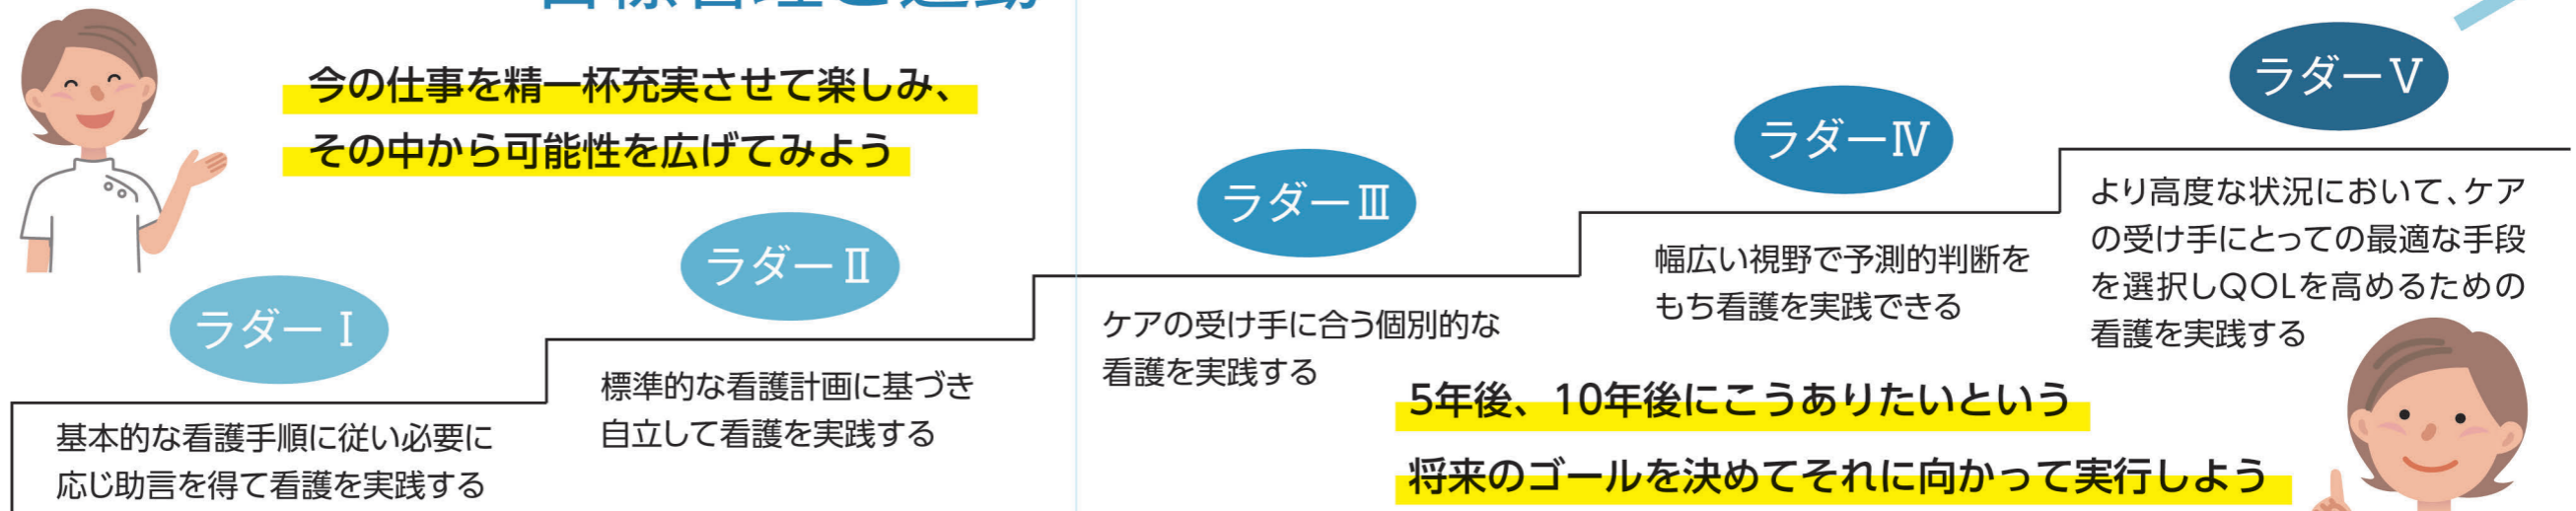 今の仕事を精一杯充実させて楽しみ、
その中から可能性を広げてみよう
ラダーⅠ
基本的な看護手順に従い必要に
応じ助言を得て看護を実践する
ラダーⅡ
標準的な看護計画に基づき
自立して看護を実践する
ラダーⅢ
ケアの受け手に合う個別的な
看護を実践する
ラダーⅣ
幅広い視野で予測的判断を
もち看護を実践できる
ラダーⅤ
より高度な状況において、ケア
の受け手にとっての最適な手段
を選択しQOLを高めるための
看護を実践する
5年後、10年後にこうありたいという
将来のゴールを決めてそれに向かって実行しよう